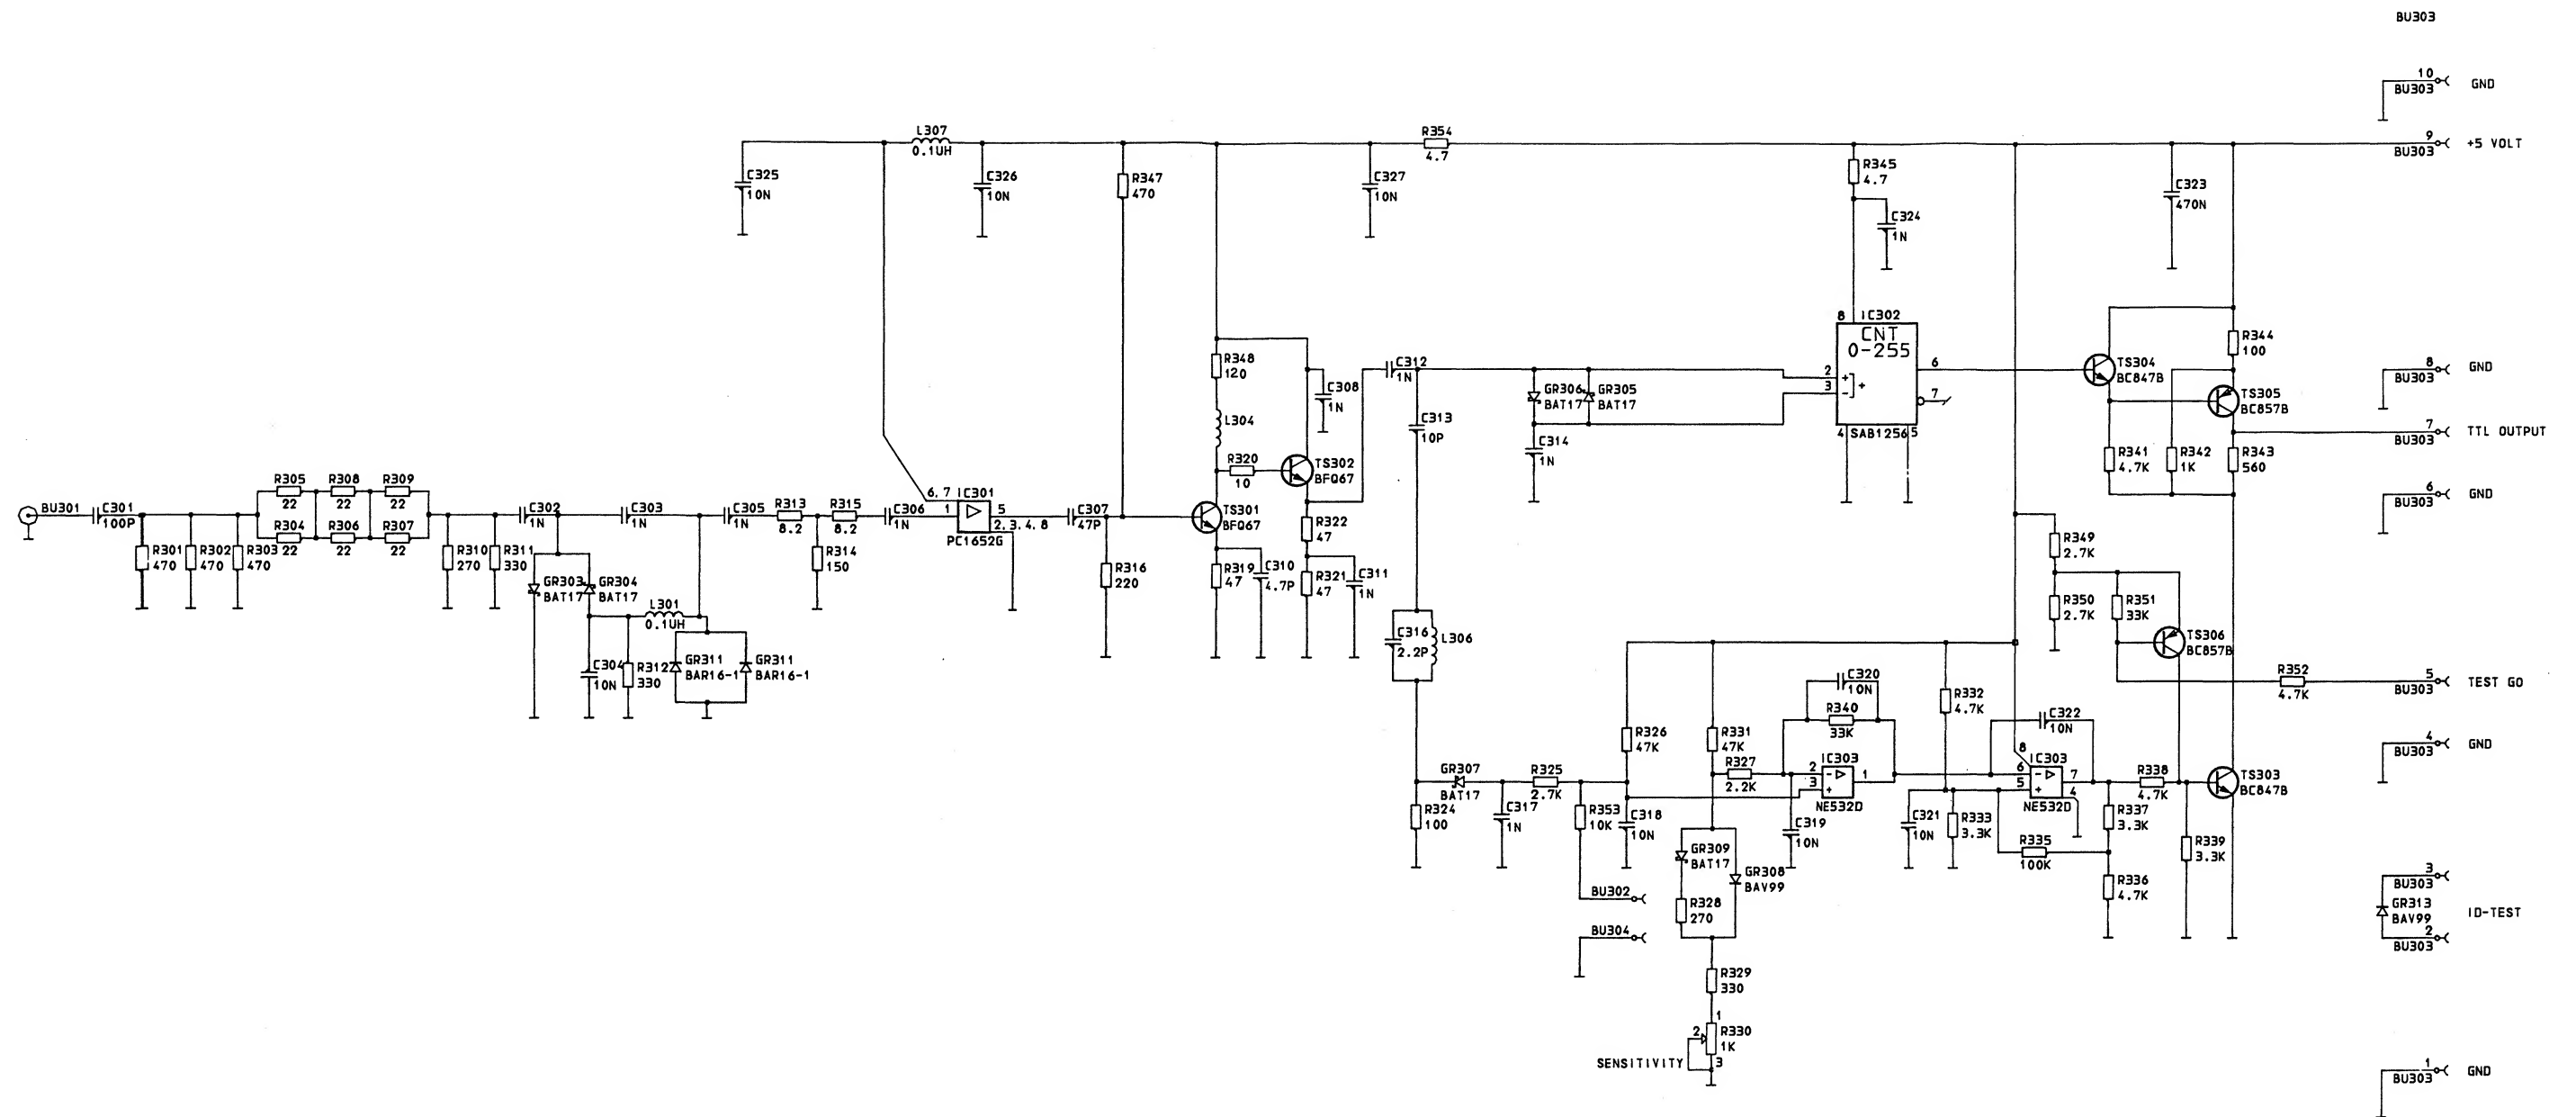 BU303
10
BU303
GND
9
BU303
+5 VOLT
L307
0.1UH
R354
4.7
C325
10N
C326
10N
R347
470
C327
10N
R345
4.7
C324
1N
C323
470N
8
IC302
CNT
0-255
2
3
+
-
+
6
7
4
SAB1256
5
R348
120
L304
C308
1N
C312
1N
GR306
BAT17
GR305
BAT17
C313
10P
C314
1N
R320
10
TS302
BFQ67
TS301
BFQ67
R322
47
R319
47
C310
4.7P
R321
47
C311
1N
TS304
BC847B
R344
100
TS305
BC857B
R341
4.7K
R342
1K
R343
560
8
BU303
GND
7
BU303
TTL OUTPUT
6
BU303
GND
BU301
C301
100P
R301
470
R302
470
R303
470
R305
22
R308
22
R309
22
R304
22
R306
22
R307
22
R310
270
R311
330
C302
1N
C303
1N
GR303
BAT17
GR304
BAT17
L301
0.1UH
C304
10N
R312
330
GR311
BAR16-1
GR311
BAR16-1
C305
1N
R313
8.2
R315
8.2
R314
150
C306
1N
6,7
IC301
1
5
2,3,4,8
PC1652G
C307
47P
R316
220
C316
2.2P
L306
R349
2.7K
R350
2.7K
R351
33K
TS306
BC857B
R352
4.7K
5
BU303
TEST GO
GR307
BAT17
R324
100
C317
1N
R325
2.7K
R353
10K
R326
47K
C318
10N
R331
47K
R327
2.2K
C320
10N
R340
33K
IC303
2
3
-
+
1
NE532D
C319
10N
R332
4.7K
C322
10N
8
IC303
6
5
-
+
7
4
NE532D
C321
10N
R333
3.3K
R335
100K
R337
3.3K
R336
4.7K
R338
4.7K
R339
3.3K
TS303
BC847B
4
BU303
GND
GR309
BAT17
GR308
BAV99
R328
270
BU302
BU304
R329
330
1
2
R330
1K
3
SENSITIVITY
3
BU303
GR313
BAV99
2
BU303
ID-TEST
1
BU303
GND